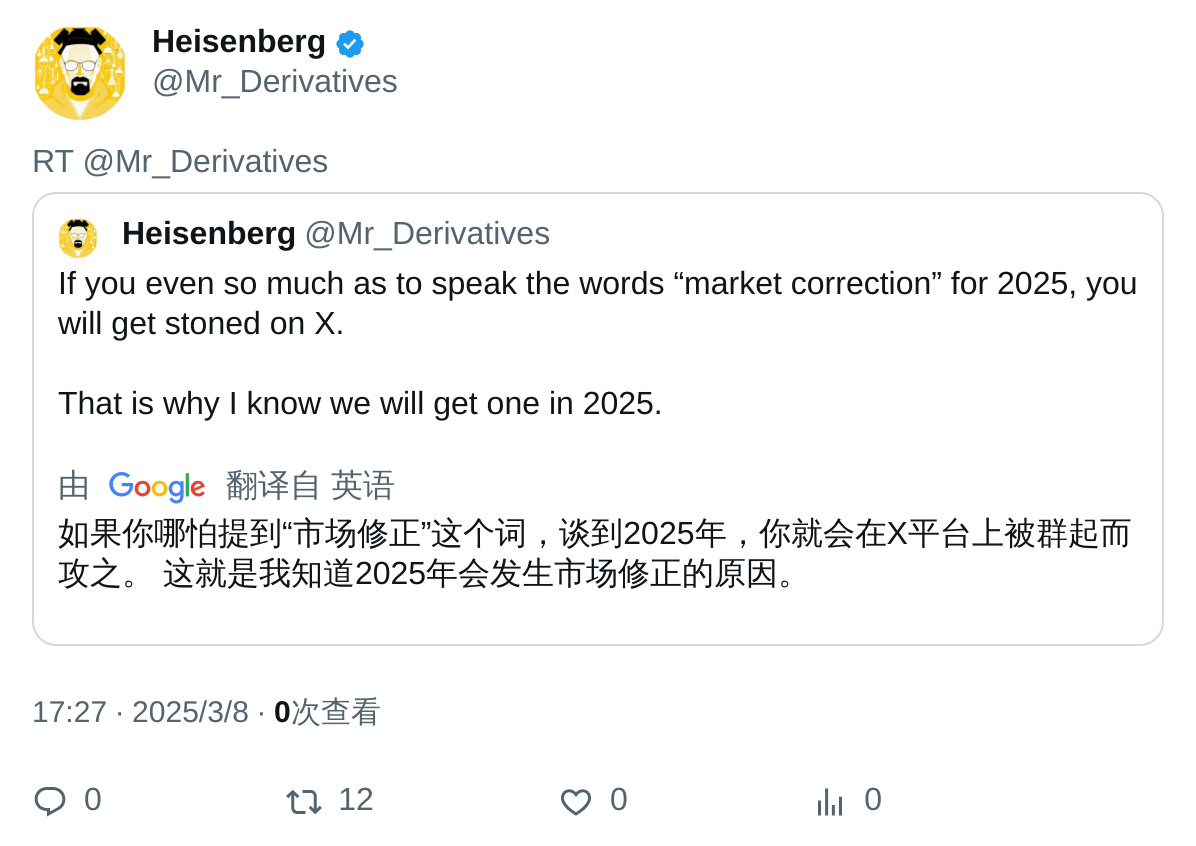 Heisenberg
@Mr_Derivatives
RT @Mr_Derivatives
Heisenberg @Mr_Derivatives
If you even so much as to speak the words “market correction” for 2025, you
will get stoned on X.
That is why I know we will get one in 2025.
由 Google 翻译自 英语
如果你哪怕提到“市场修正”这个词，谈到2025年，你就会在X平台上被群起而
攻之。 这就是我知道2025年会发生市场修正的原因。
17:27 · 2025/3/8 · 0次查看
0 12 0 0